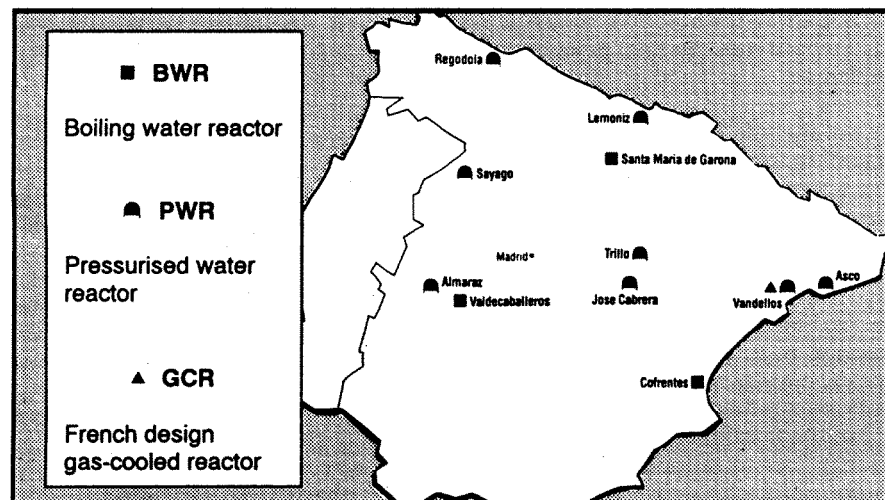 BWR
Boiling water reactor
PWR
Pressurised water
reactor
GCR
French design
gas-cooled reactor
Regodola
Lemoniz
Santa Maria de Garona
Sayago
Madrid
Trillo
Almaraz
Valdecaballeros
Jose Cabrera
Vandellos
Asco
Cofrentes